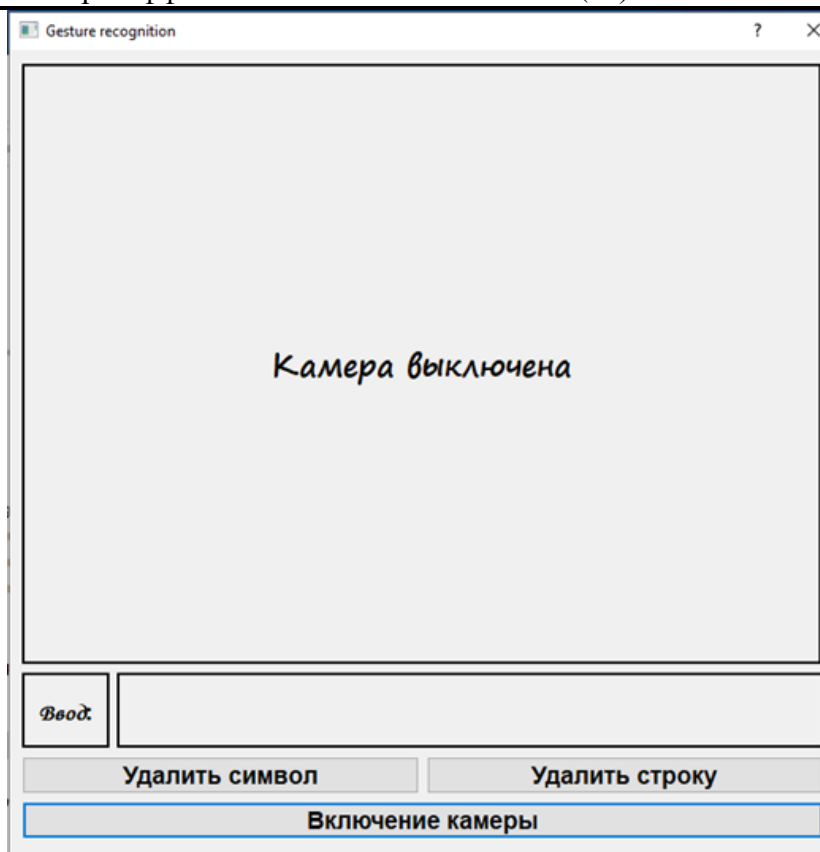 Gesture recognition
Камера выключена
Ввод:
Удалить символ
Удалить строку
Включение камеры